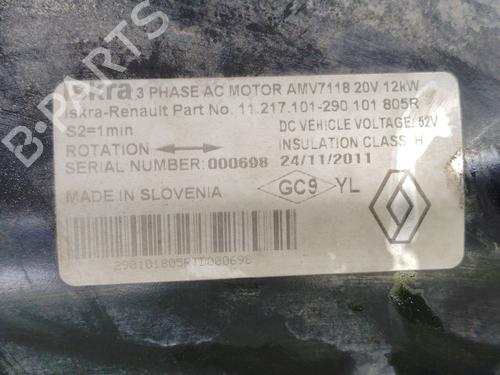 Iskra 3 PHASE AC MOTOR AMV7118 20V 12kW
Iskra-Renault Part No. 11.217.101-290 101 805R
S2=1min DC VEHICLE VOLTAGE: 52V
ROTATION INSULATION CLASS: H
SERIAL NUMBER: 000698 24/11/2011
MADE IN SLOVENIA GC9 YL
290101805RTD000698
B-PARTS